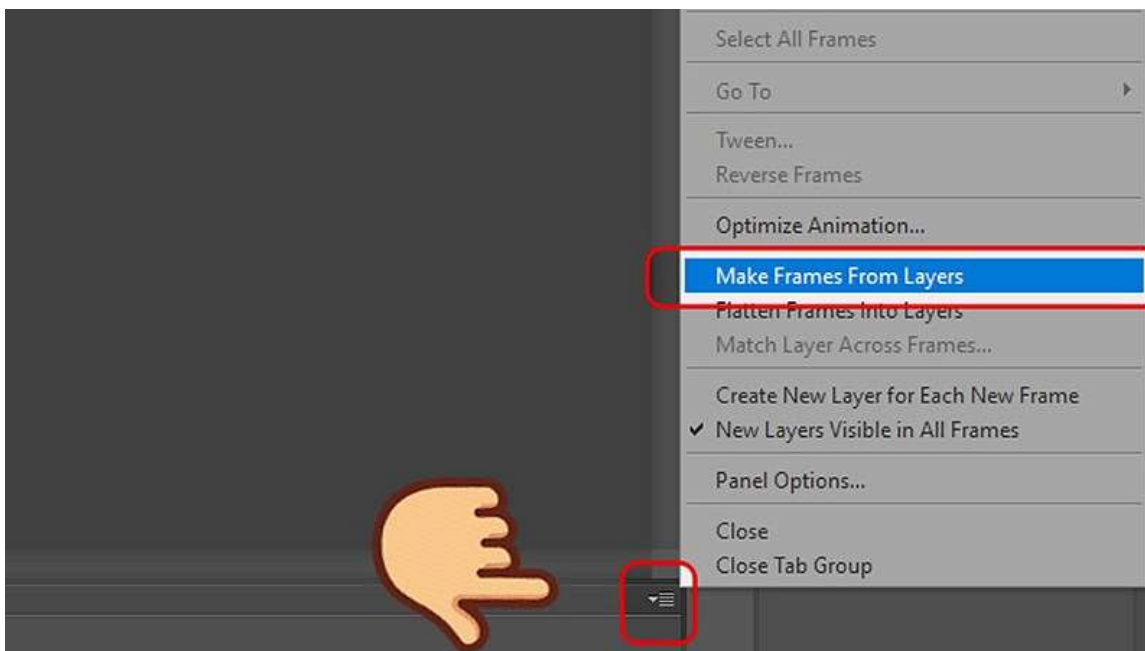 Select All Frames
Go To
Tween...
Reverse Frames
Optimize Animation...
Make Frames From Layers
Flatten Frames Into Layers
Match Layer Across Frames...
Create New Layer for Each New Frame
New Layers Visible in All Frames
Panel Options...
Close
Close Tab Group